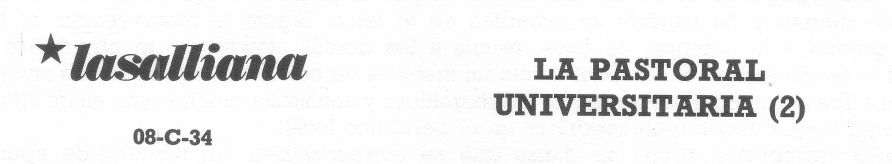 ★ lasalliana
08-C-34
LA PASTORAL
UNIVERSITARIA (2)